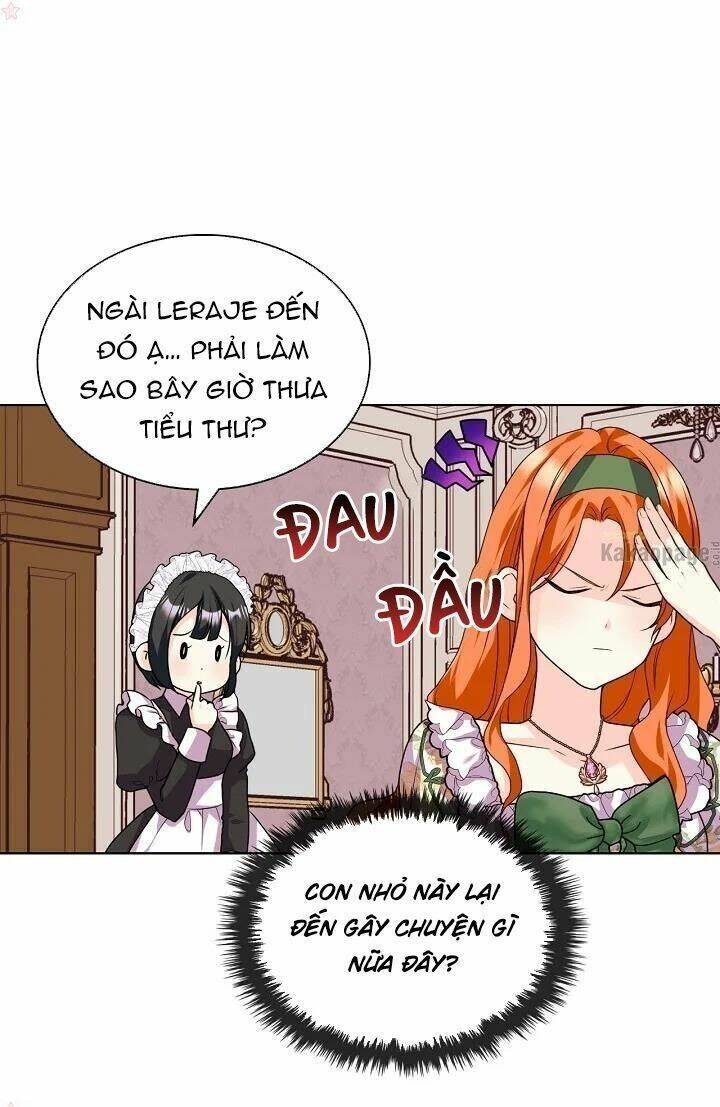 NGÀI LERAJE ĐẾN
ĐÓ Ạ... PHẢI LÀM
SAO BÂY GIỜ THƯA
TIỂU THƯ?
ĐAU
ĐẦU
Kakaopage
CON NHỎ NÀY LẠI
ĐẾN GÂY CHUYỆN GÌ
NỮA ĐÂY?